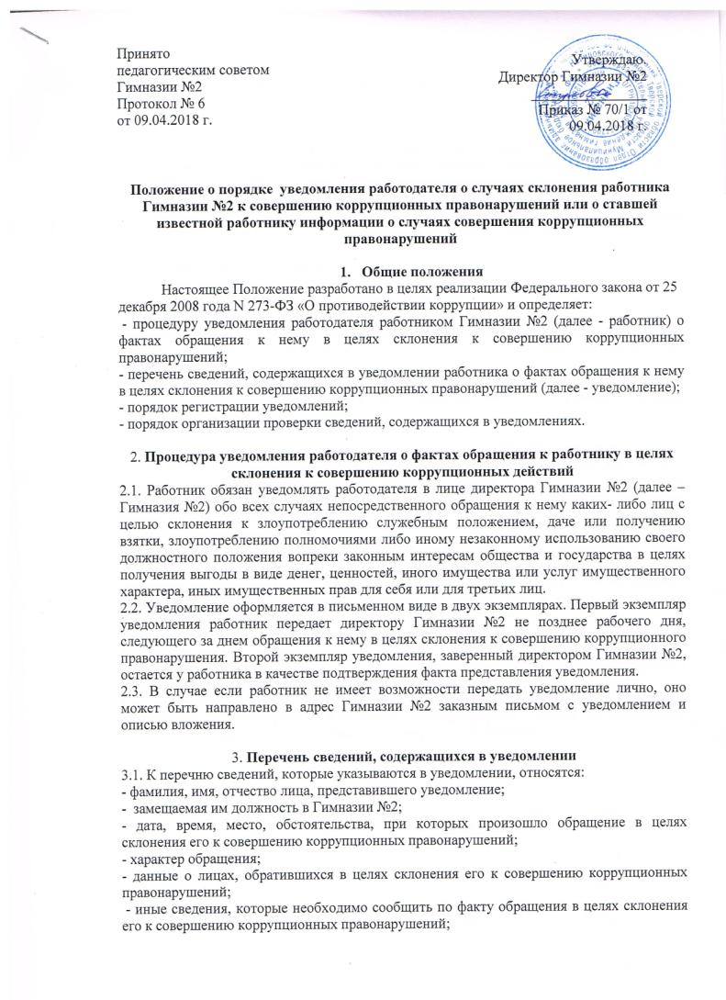 Принято
педагогическим советом
Гимназии №2
Протокол № 6
от 09.04.2018 г.
Утверждаю.
Директор Гимназии №2
Приказ № 70/1 от
09.04.2018 г.
Положение о порядке уведомления работодателя о случаях склонения работника
Гимназии №2 к совершению коррупционных правонарушений или о ставшей
известной работнику информации о случаях совершения коррупционных
правонарушений
1. Общие положения
Настоящее Положение разработано в целях реализации Федерального закона от 25
декабря 2008 года N 273-ФЗ «О противодействии коррупции» и определяет:
- процедуру уведомления работодателя работником Гимназии №2 (далее - работник) о
фактах обращения к нему в целях склонения к совершению коррупционных
правонарушений;
- перечень сведений, содержащихся в уведомлении работника о фактах обращения к нему
в целях склонения к совершению коррупционных правонарушений (далее - уведомление);
- порядок регистрации уведомлений;
- порядок организации проверки сведений, содержащихся в уведомлениях.
2. Процедура уведомления работодателя о фактах обращения к работнику в целях
склонения к совершению коррупционных действий
2.1. Работник обязан уведомлять работодателя в лице директора Гимназии №2 (далее –
Гимназия №2) обо всех случаях непосредственного обращения к нему каких- либо лиц с
целью склонения к злоупотреблению служебным положением, даче или получению
взятки, злоупотреблению полномочиями либо иному незаконному использованию своего
должностного положения вопреки законным интересам общества и государства в целях
получения выгоды в виде денег, ценностей, иного имущества или услуг имущественного
характера, иных имущественных прав для себя или для третьих лиц.
2.2. Уведомление оформляется в письменном виде в двух экземплярах. Первый экземпляр
уведомления работник передает директору Гимназии №2 не позднее рабочего дня,
следующего за днем обращения к нему в целях склонения к совершению коррупционного
правонарушения. Второй экземпляр уведомления, заверенный директором Гимназии №2,
остается у работника в качестве подтверждения факта представления уведомления.
2.3. В случае если работник не имеет возможности передать уведомление лично, оно
может быть направлено в адрес Гимназии №2 заказным письмом с уведомлением и
описью вложения.
3. Перечень сведений, содержащихся в уведомлении
3.1. К перечню сведений, которые указываются в уведомлении, относятся:
- фамилия, имя, отчество лица, представившего уведомление;
- замещаемая им должность в Гимназии №2;
- дата, время, место, обстоятельства, при которых произошло обращение в целях
склонения его к совершению коррупционных правонарушений;
- характер обращения;
- данные о лицах, обратившихся в целях склонения его к совершению коррупционных
правонарушений;
- иные сведения, которые необходимо сообщить по факту обращения в целях склонения
его к совершению коррупционных правонарушений;